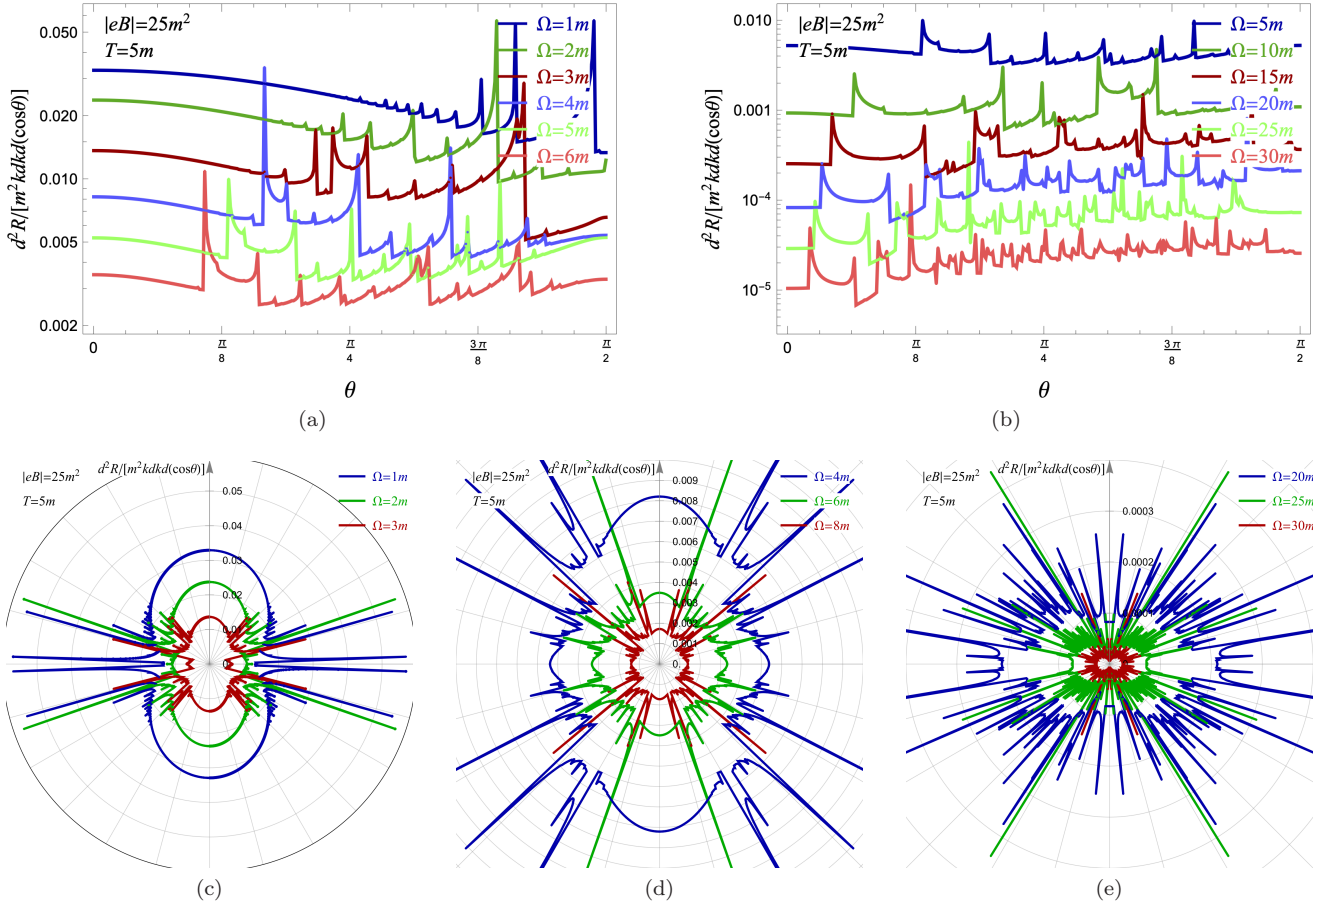 |eB|=25m²
T=5m
Ω=1m
Ω=2m
Ω=3m
Ω=4m
Ω=5m
Ω=6m
d²R/[m²kdkd(cosθ)]
0.050
0.020
0.010
0.005
0.002
0
π/8
π/4
3π/8
π/2
θ
(a)
|eB|=25m²
T=5m
Ω=5m
Ω=10m
Ω=15m
Ω=20m
Ω=25m
Ω=30m
d²R/[m²kdkd(cosθ)]
0.010
0.001
10⁻⁴
10⁻⁵
0
π/8
π/4
3π/8
π/2
θ
(b)
d²R/[m²kdkd(cosθ)]
|eB|=25m²
T=5m
Ω=1m
Ω=2m
Ω=3m
0.05
0.04
0.03
0.02
(c)
d²R/[m²kdkd(cosθ)]
|eB|=25m²
T=5m
Ω=4m
Ω=6m
Ω=8m
0.009
0.008
0.007
0.006
0.005
0.004
0.003
0.002
0.001
0
(d)
d²R/[m²kdkd(cosθ)]
|eB|=25m²
T=5m
Ω=20m
Ω=25m
Ω=30m
0.0003
0.0002
(e)